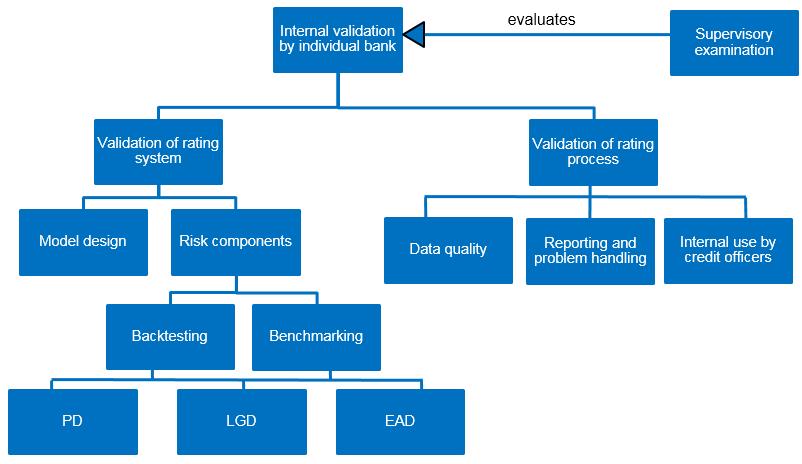 Internal validation
by individual bank
evaluates
Supervisory
examination
Validation of rating
system
Validation of rating
process
Model design
Risk components
Data quality
Reporting and
problem handling
Internal use by
credit officers
Backtesting
Benchmarking
PD
LGD
EAD